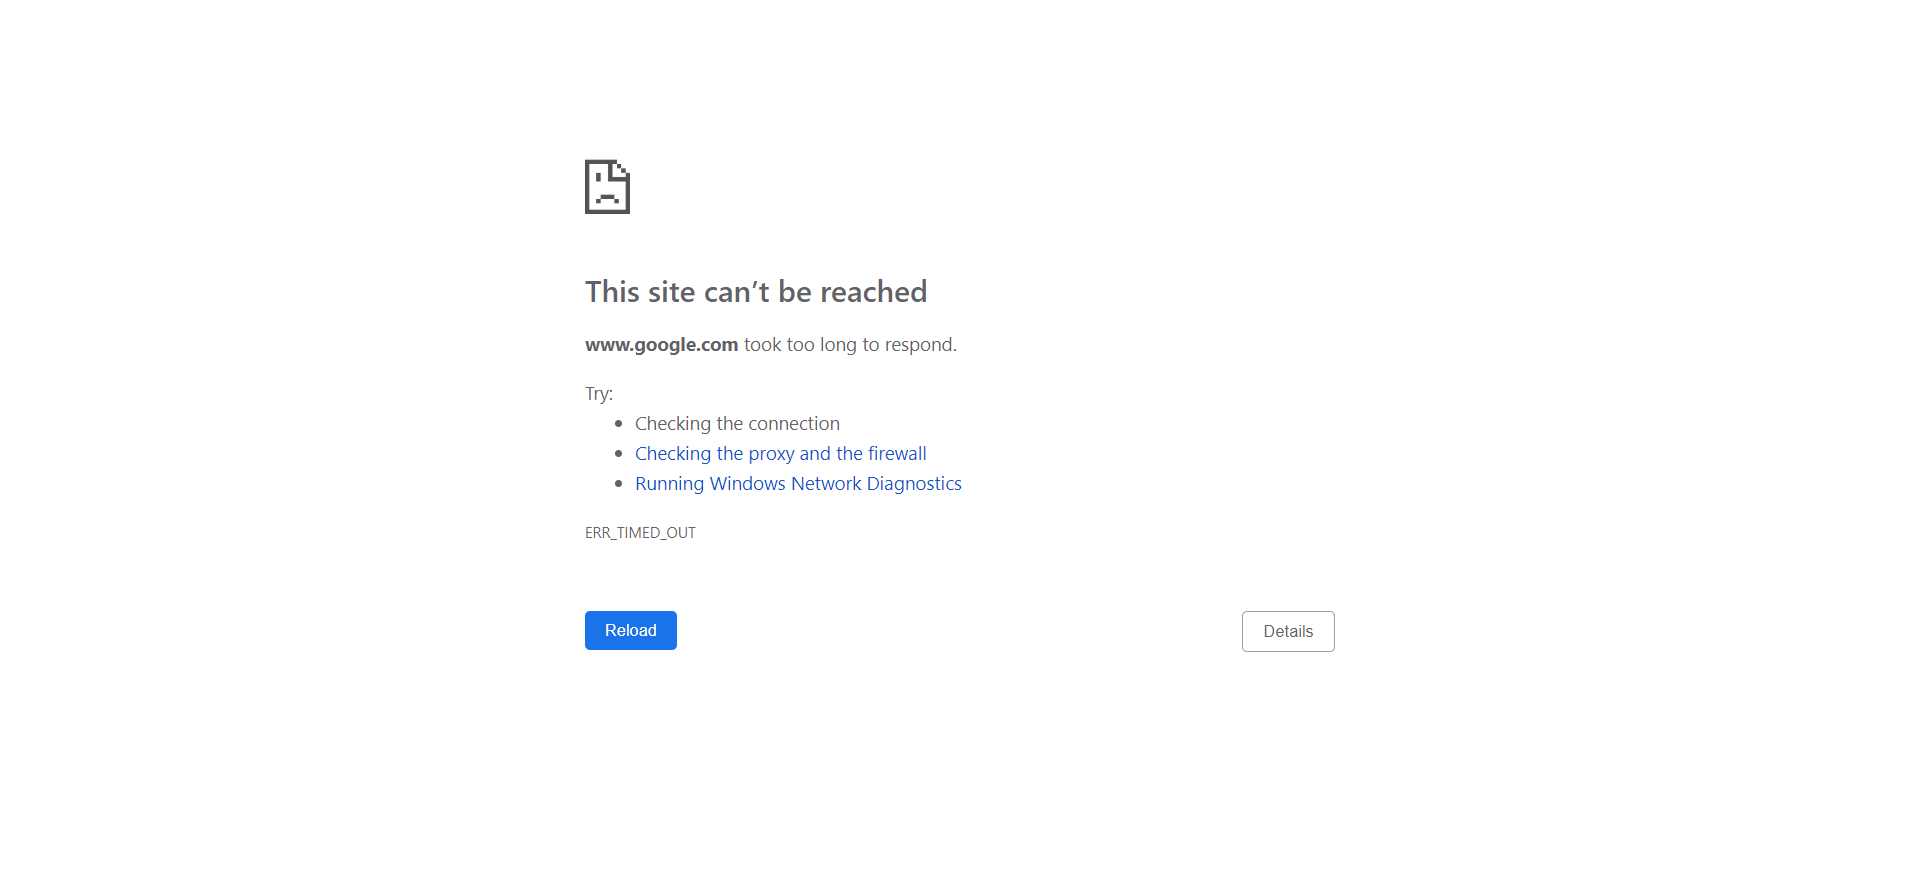 This site can’t be reached
www.google.com took too long to respond.
Try:
Checking the connection
Checking the proxy and the firewall
Running Windows Network Diagnostics
ERR_TIMED_OUT
Reload
Details